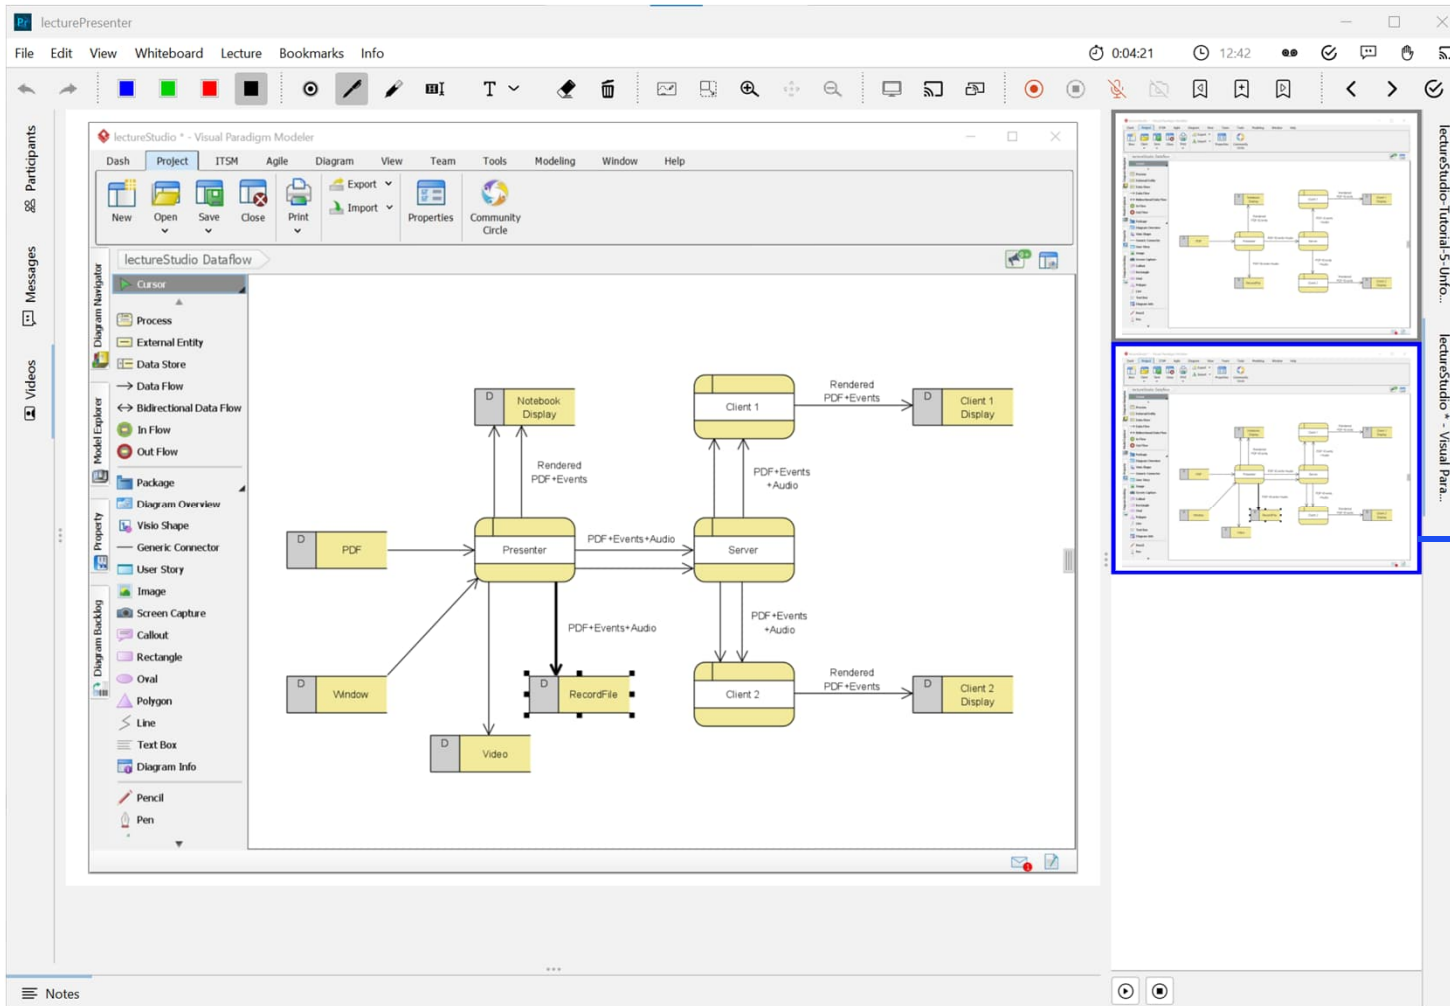 lecturePresenter
File Edit View Whiteboard Lecture Bookmarks Info
0:04:21 12:42
T
Participants
Messages
Videos
lectureStudio * - Visual Paradigm Modeler
Dash Project ITSM Agile Diagram View Team Tools Modeling Window Help
New Open Save Close Print Export Import Properties Community
Circle
lectureStudio Dataflow
Diagram Navigator
Model Explorer
Property
Diagram Backlog
Cursor
Process
External Entity
Data Store
Data Flow
Bidirectional Data Flow
In Flow
Out Flow
Package
Diagram Overview
Visio Shape
Generic Connector
User Story
Image
Screen Capture
Callout
Rectangle
Oval
Polygon
Line
Text Box
Diagram Info
Pencil
Pen
D Notebook
Display
Client 1
Rendered
PDF+Events
D Client 1
Display
Rendered
PDF+Events
PDF+Events
+Audio
D PDF
Presenter
PDF+Events+Audio
Server
PDF+Events+Audio
PDF+Events
+Audio
D Window
D RecordFile
Client 2
Rendered
PDF+Events
D Client 2
Display
D Video
lectureStudio-Tutorial-5-Unfo...
lectureStudio * - Visual Para...
Notes